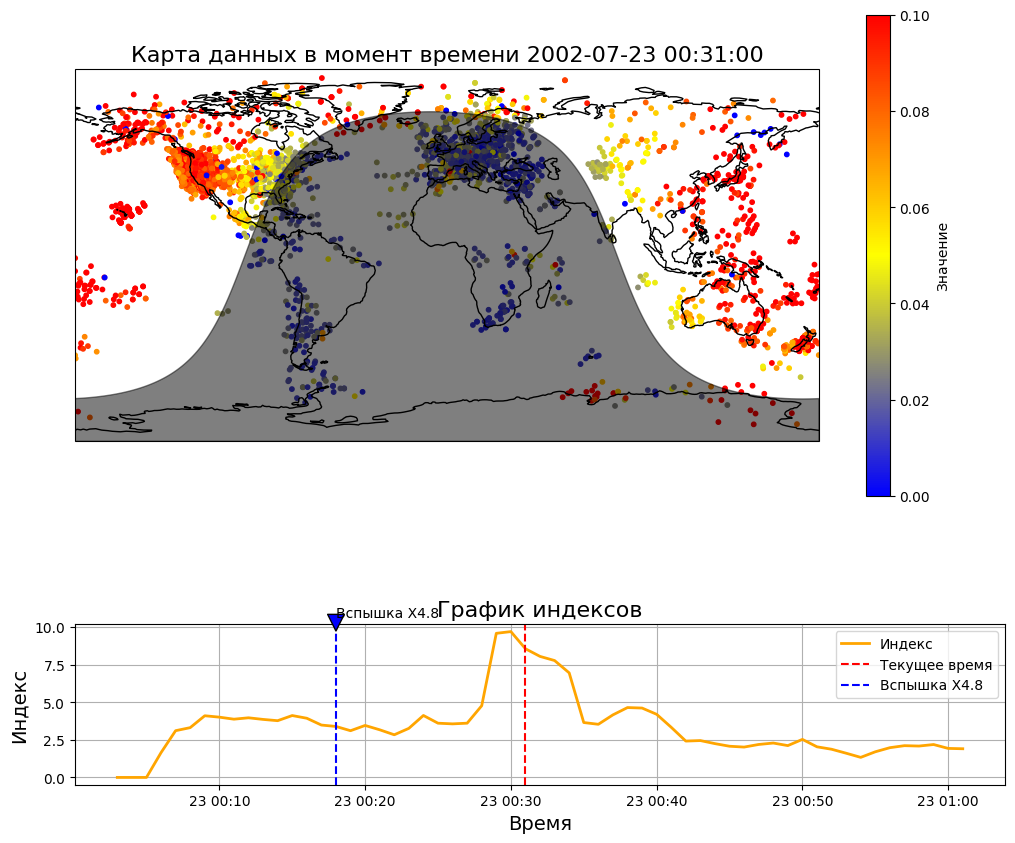 Карта данных в момент времени 2002-07-23 00:31:00
0.10
0.08
0.06
0.04
0.02
0.00
Значение
График индексов
Вспышка X4.8
10.0
7.5
5.0
2.5
0.0
Индекс
Индекс
Текущее время
Вспышка X4.8
23 00:10
23 00:20
23 00:30
23 00:40
23 00:50
23 01:00
Время